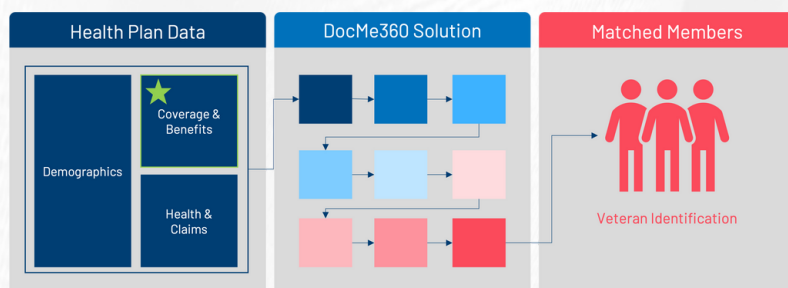 Health Plan Data
DocMe360 Solution
Matched Members
Demographics
Coverage &
Benefits
Health &
Claims
Veteran Identification